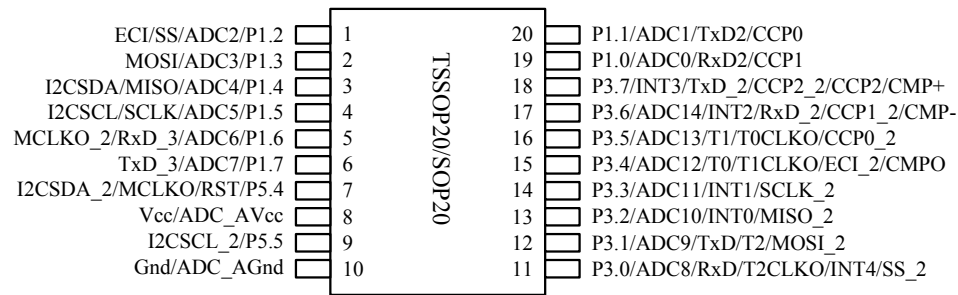 ECI/SS/ADC2/P1.2 1 20 P1.1/ADC1/TxD2/CCP0
MOSI/ADC3/P1.3 2 19 P1.0/ADC0/RxD2/CCP1
I2CSDA/MISO/ADC4/P1.4 3 18 P3.7/INT3/TxD_2/CCP2_2/CCP2/CMP+
I2CSCL/SCLK/ADC5/P1.5 4 17 P3.6/ADC14/INT2/RxD_2/CCP1_2/CMP-
MCLKO_2/RxD_3/ADC6/P1.6 5 16 P3.5/ADC13/T1/T0CLKO/CCP0_2
TxD_3/ADC7/P1.7 6 15 P3.4/ADC12/T0/T1CLKO/ECI_2/CMPO
I2CSDA_2/MCLKO/RST/P5.4 7 14 P3.3/ADC11/INT1/SCLK_2
Vcc/ADC_AVcc 8 13 P3.2/ADC10/INT0/MISO_2
I2CSCL_2/P5.5 9 12 P3.1/ADC9/TxD/T2/MOSI_2
Gnd/ADC_AGnd 10 11 P3.0/ADC8/RxD/T2CLKO/INT4/SS_2
TSSOP20/SOP20